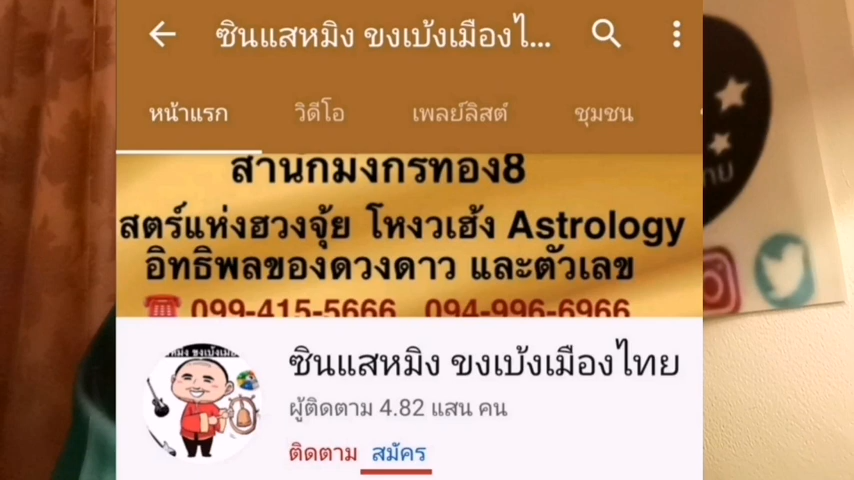 ซินแสหมิง ขงเบ้งเมืองไ...
หน้าแรก วิดีโอ เพลย์ลิสต์ ชุมชน
สำนักมังกรทอง8
สตร์แห่งฮวงจุ้ย โหงวเฮ้ง Astrology
อิทธิพลของดวงดาว และตัวเลข
099-415-5666 094-996-6966
ซินแสหมิง ขงเบ้งเมืองไทย
ผู้ติดตาม 4.82 แสน คน
ติดตาม สมัคร